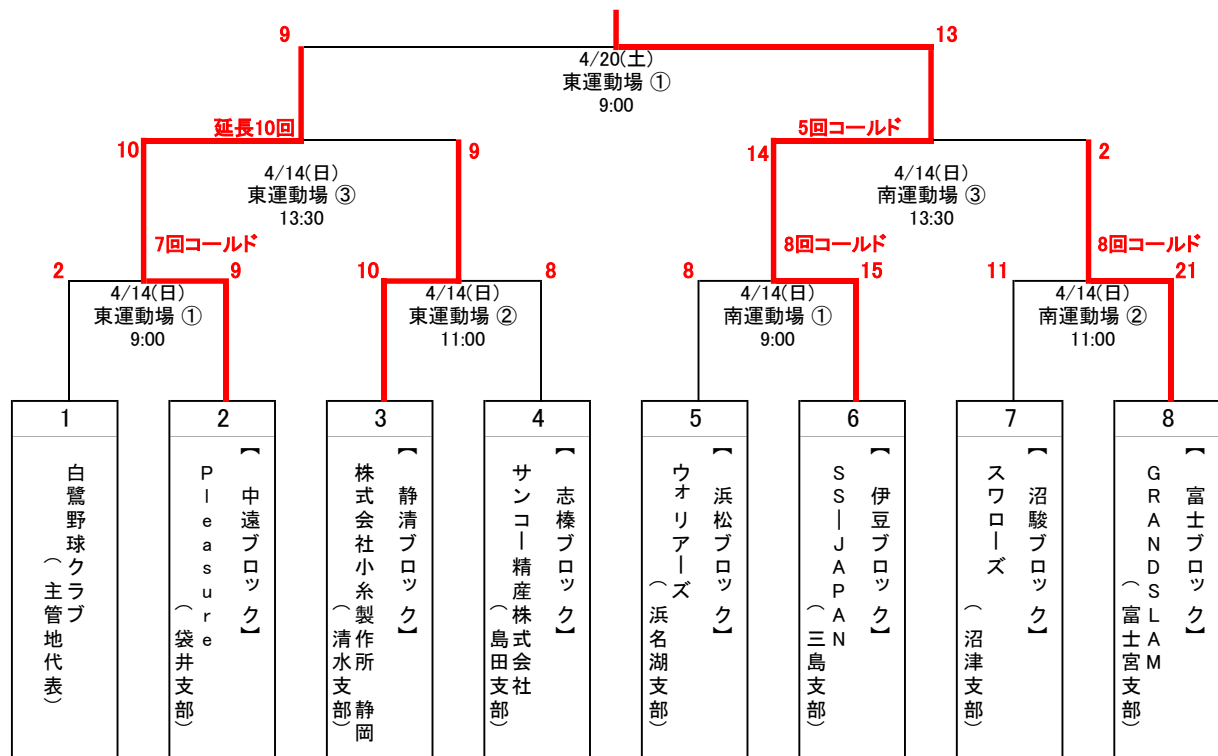 9
13
4/20(土)
東運動場 ①
9:00
延長10回
5回コールド
10
9
14
2
4/14(日)
東運動場 ③
13:30
4/14(日)
南運動場 ③
13:30
7回コールド
8回コールド
8回コールド
2
9
10
8
8
15
11
21
4/14(日)
東運動場 ①
9:00
4/14(日)
東運動場 ②
11:00
4/14(日)
南運動場 ①
9:00
4/14(日)
南運動場 ②
11:00
1
白鷺野球クラブ
(主管地代表)
2
【 中遠ブロック】
Pleasure
(袋井支部)
3
【 静清ブロック】
株式会社小糸製作所 静岡
(清水支部)
4
【 志榛ブロック】
サンコー精産株式会社
(島田支部)
5
【 浜松ブロック】
ウォリアーズ
(浜名湖支部)
6
【 伊豆ブロック】
SS―JAPAN
(三島支部)
7
【 沼駿ブロック】
スワローズ
(沼津支部)
8
【 富士ブロック】
GRANDSLAM
(富士宮支部)